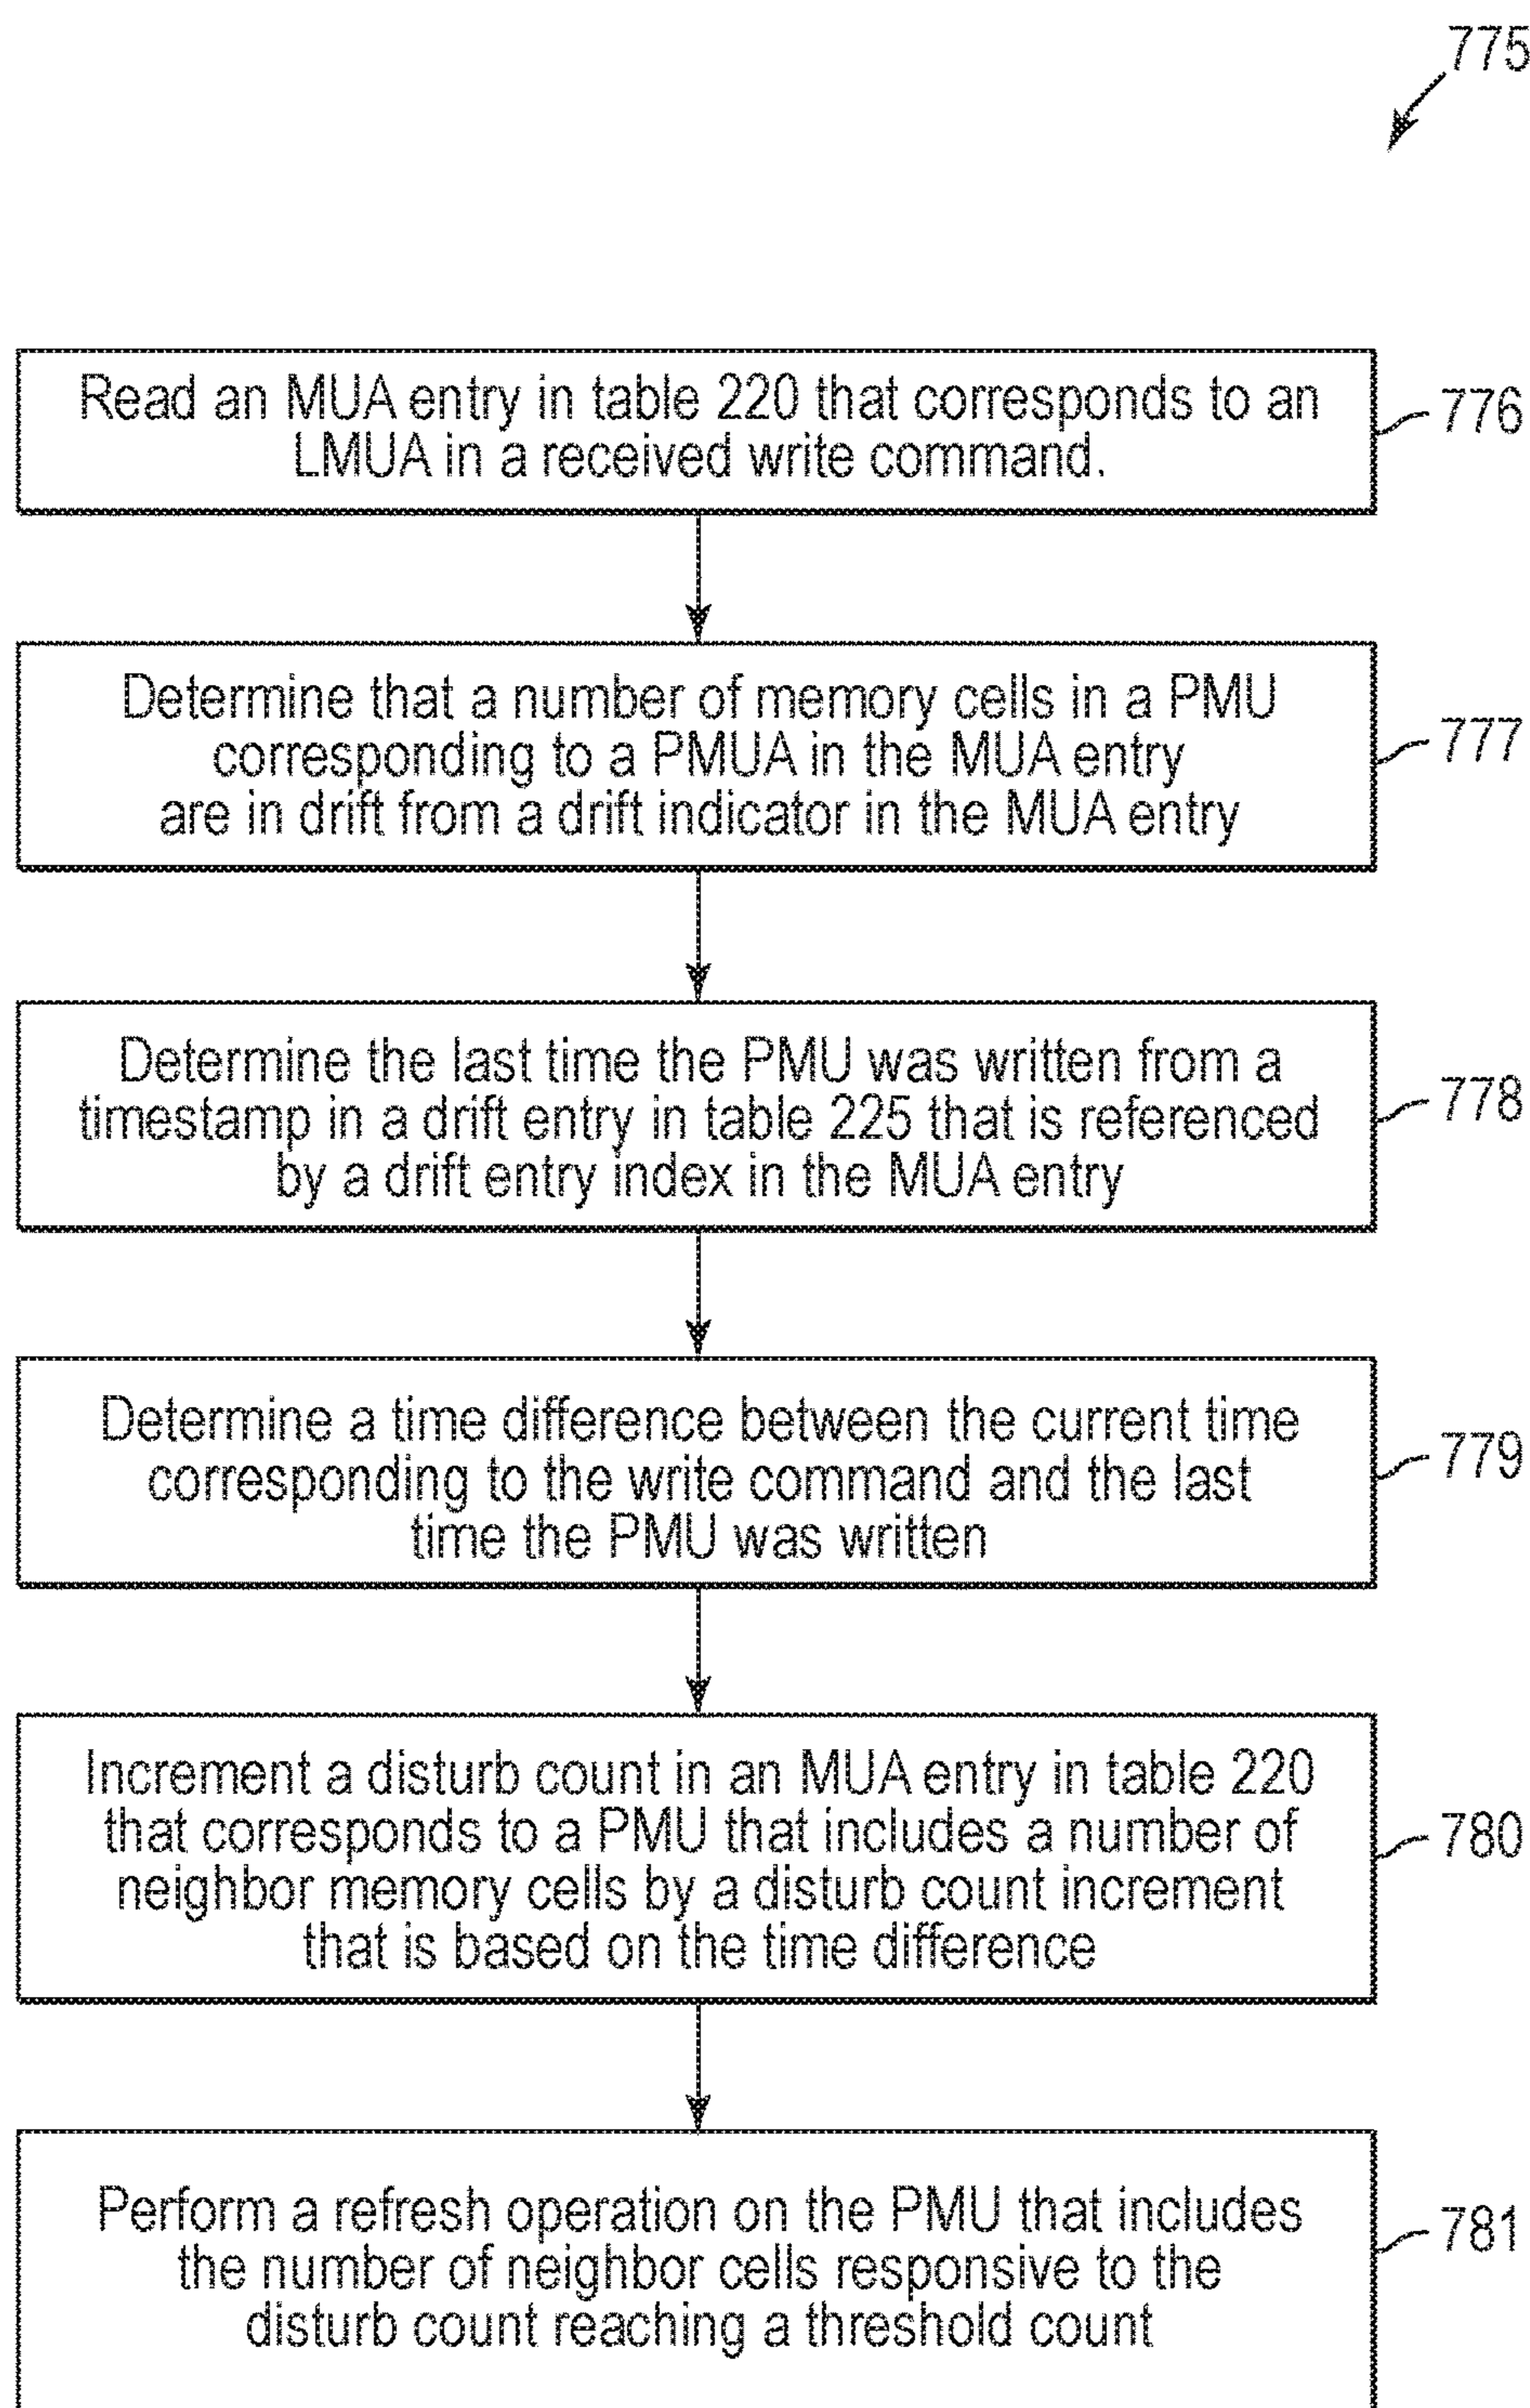 775
Read an MUA entry in table 220 that corresponds to an
LMUA in a received write command.
776
Determine that a number of memory cells in a PMU
corresponding to a PMUA in the MUA entry
are in drift from a drift indicator in the MUA entry
777
Determine the last time the PMU was written from a
timestamp in a drift entry in table 225 that is referenced
by a drift entry index in the MUA entry
778
Determine a time difference between the current time
corresponding to the write command and the last
time the PMU was written
779
Increment a disturb count in an MUA entry in table 220
that corresponds to a PMU that includes a number of
neighbor memory cells by a disturb count increment
that is based on the time difference
780
Perform a refresh operation on the PMU that includes
the number of neighbor cells responsive to the
disturb count reaching a threshold count
781